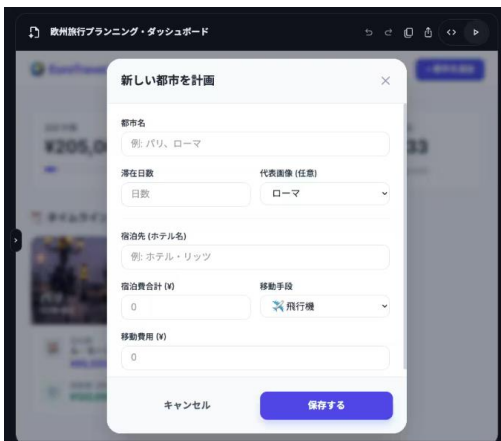 欧州旅行プランニング・ダッシュボード
新しい都市を計画
都市名
例: パリ、ローマ
滞在日数
代表画像 (任意)
日数
ローマ
宿泊先 (ホテル名)
例: ホテル・リッツ
宿泊費合計 (¥)
移動手段
0
飛行機
移動費用 (¥)
0
キャンセル
保存する
¥205,0
33